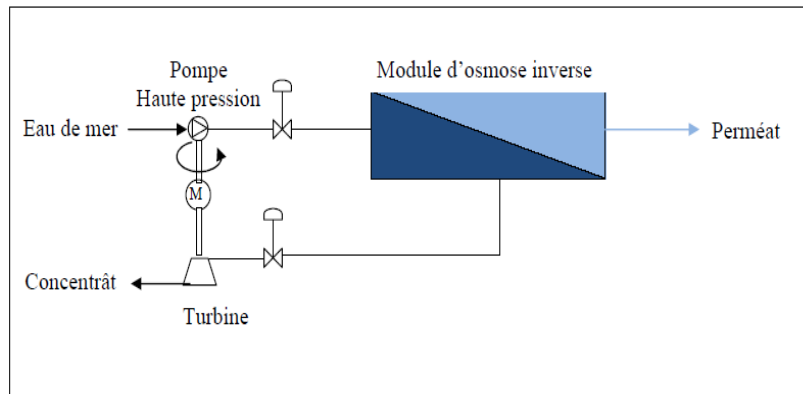 Pompe
Haute pression
Module d'osmose inverse
Eau de mer
Perméat
M
Concentrât
Turbine